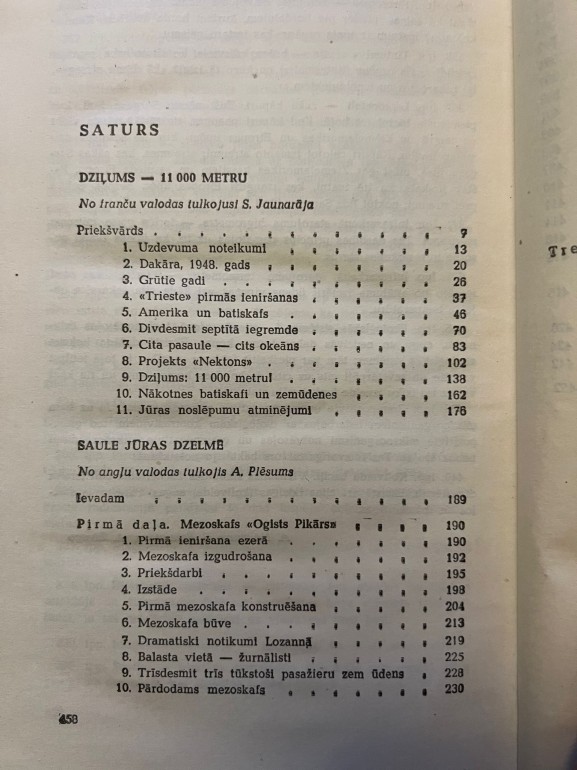 SATURS
DZIĻUMS — 11 000 METRU
No franču valodas tulkojusi S. Jaunarāja
Priekšvārds . . . . . . . . . . . . . 7
1. Uzdevuma noteikumi . . . . . . . . 13
2. Dakāra, 1948. gads . . . . . . . . 20
3. Grūtie gadi . . . . . . . . . . 26
4. «Trieste» pirmās ieniršanas . . . . . . 37
5. Amerika un batiskafs . . . . . . . 46
6. Divdesmit septītā iegremde . . . . . . 70
7. Cita pasaule — cits okeāns . . . . . . 83
8. Projekts «Nektons» . . . . . . . . 102
9. Dziļums: 11 000 metru! . . . . . . . 138
10. Nākotnes batiskafi un zemūdenes . . . . 162
11. Jūras noslēpumu atminējumi . . . . . 176
SAULE JŪRAS DZELMĒ
No angļu valodas tulkojis A. Plēsums
Ievadam . . . . . . . . . . . . . 189
Pirmā daļa. Mezoskafs «Ogists Pikārs» . . . . 190
1. Pirmā ieniršana ezerā . . . . . . . 190
2. Mezoskafa izgudrošana . . . . . . . 192
3. Priekšdarbi . . . . . . . . . . 195
4. Izstāde . . . . . . . . . . . 198
5. Pirmā mezoskafa konstruēšana . . . . . 204
6. Mezoskafa būve . . . . . . . . . 213
7. Dramatiski notikumi Lozannā . . . . . 219
8. Balasta vietā — žurnālisti . . . . . . 225
9. Trīsdesmit trīs tūkstoši pasažieru zem ūdens . 228
10. Pārdodams mezoskafs . . . . . . . 230
458
Tre